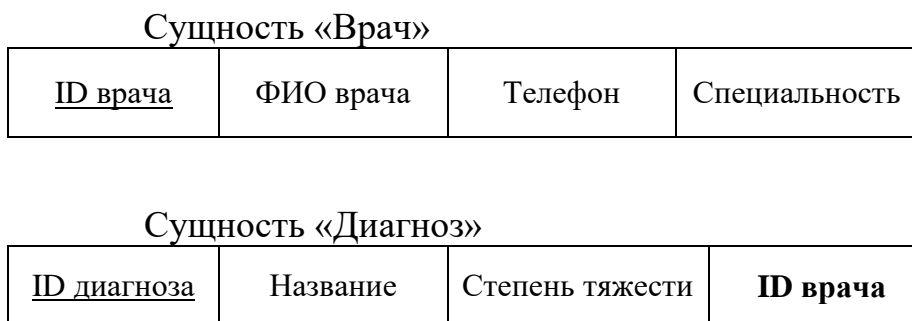 Сущность «Врач»
ID врача ФИО врача Телефон Специальность
Сущность «Диагноз»
ID диагноза Название Степень тяжести ID врача